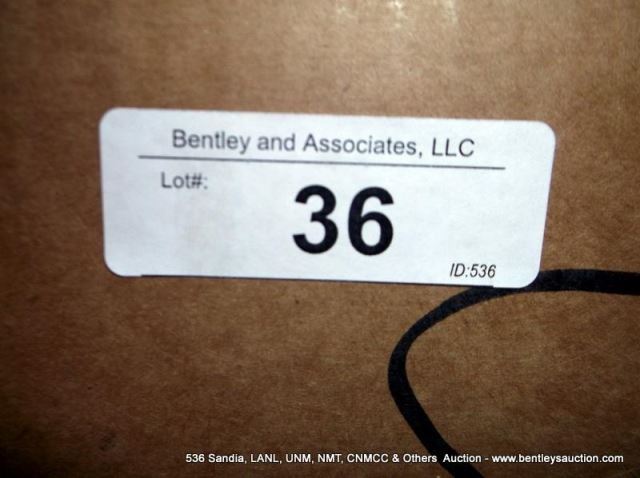 Bentley and Associates, LLC
Lot#:
36
ID:536
536 Sandia, LANL, UNM, NMT, CNMCC & Others Auction - www.bentleysauction.com